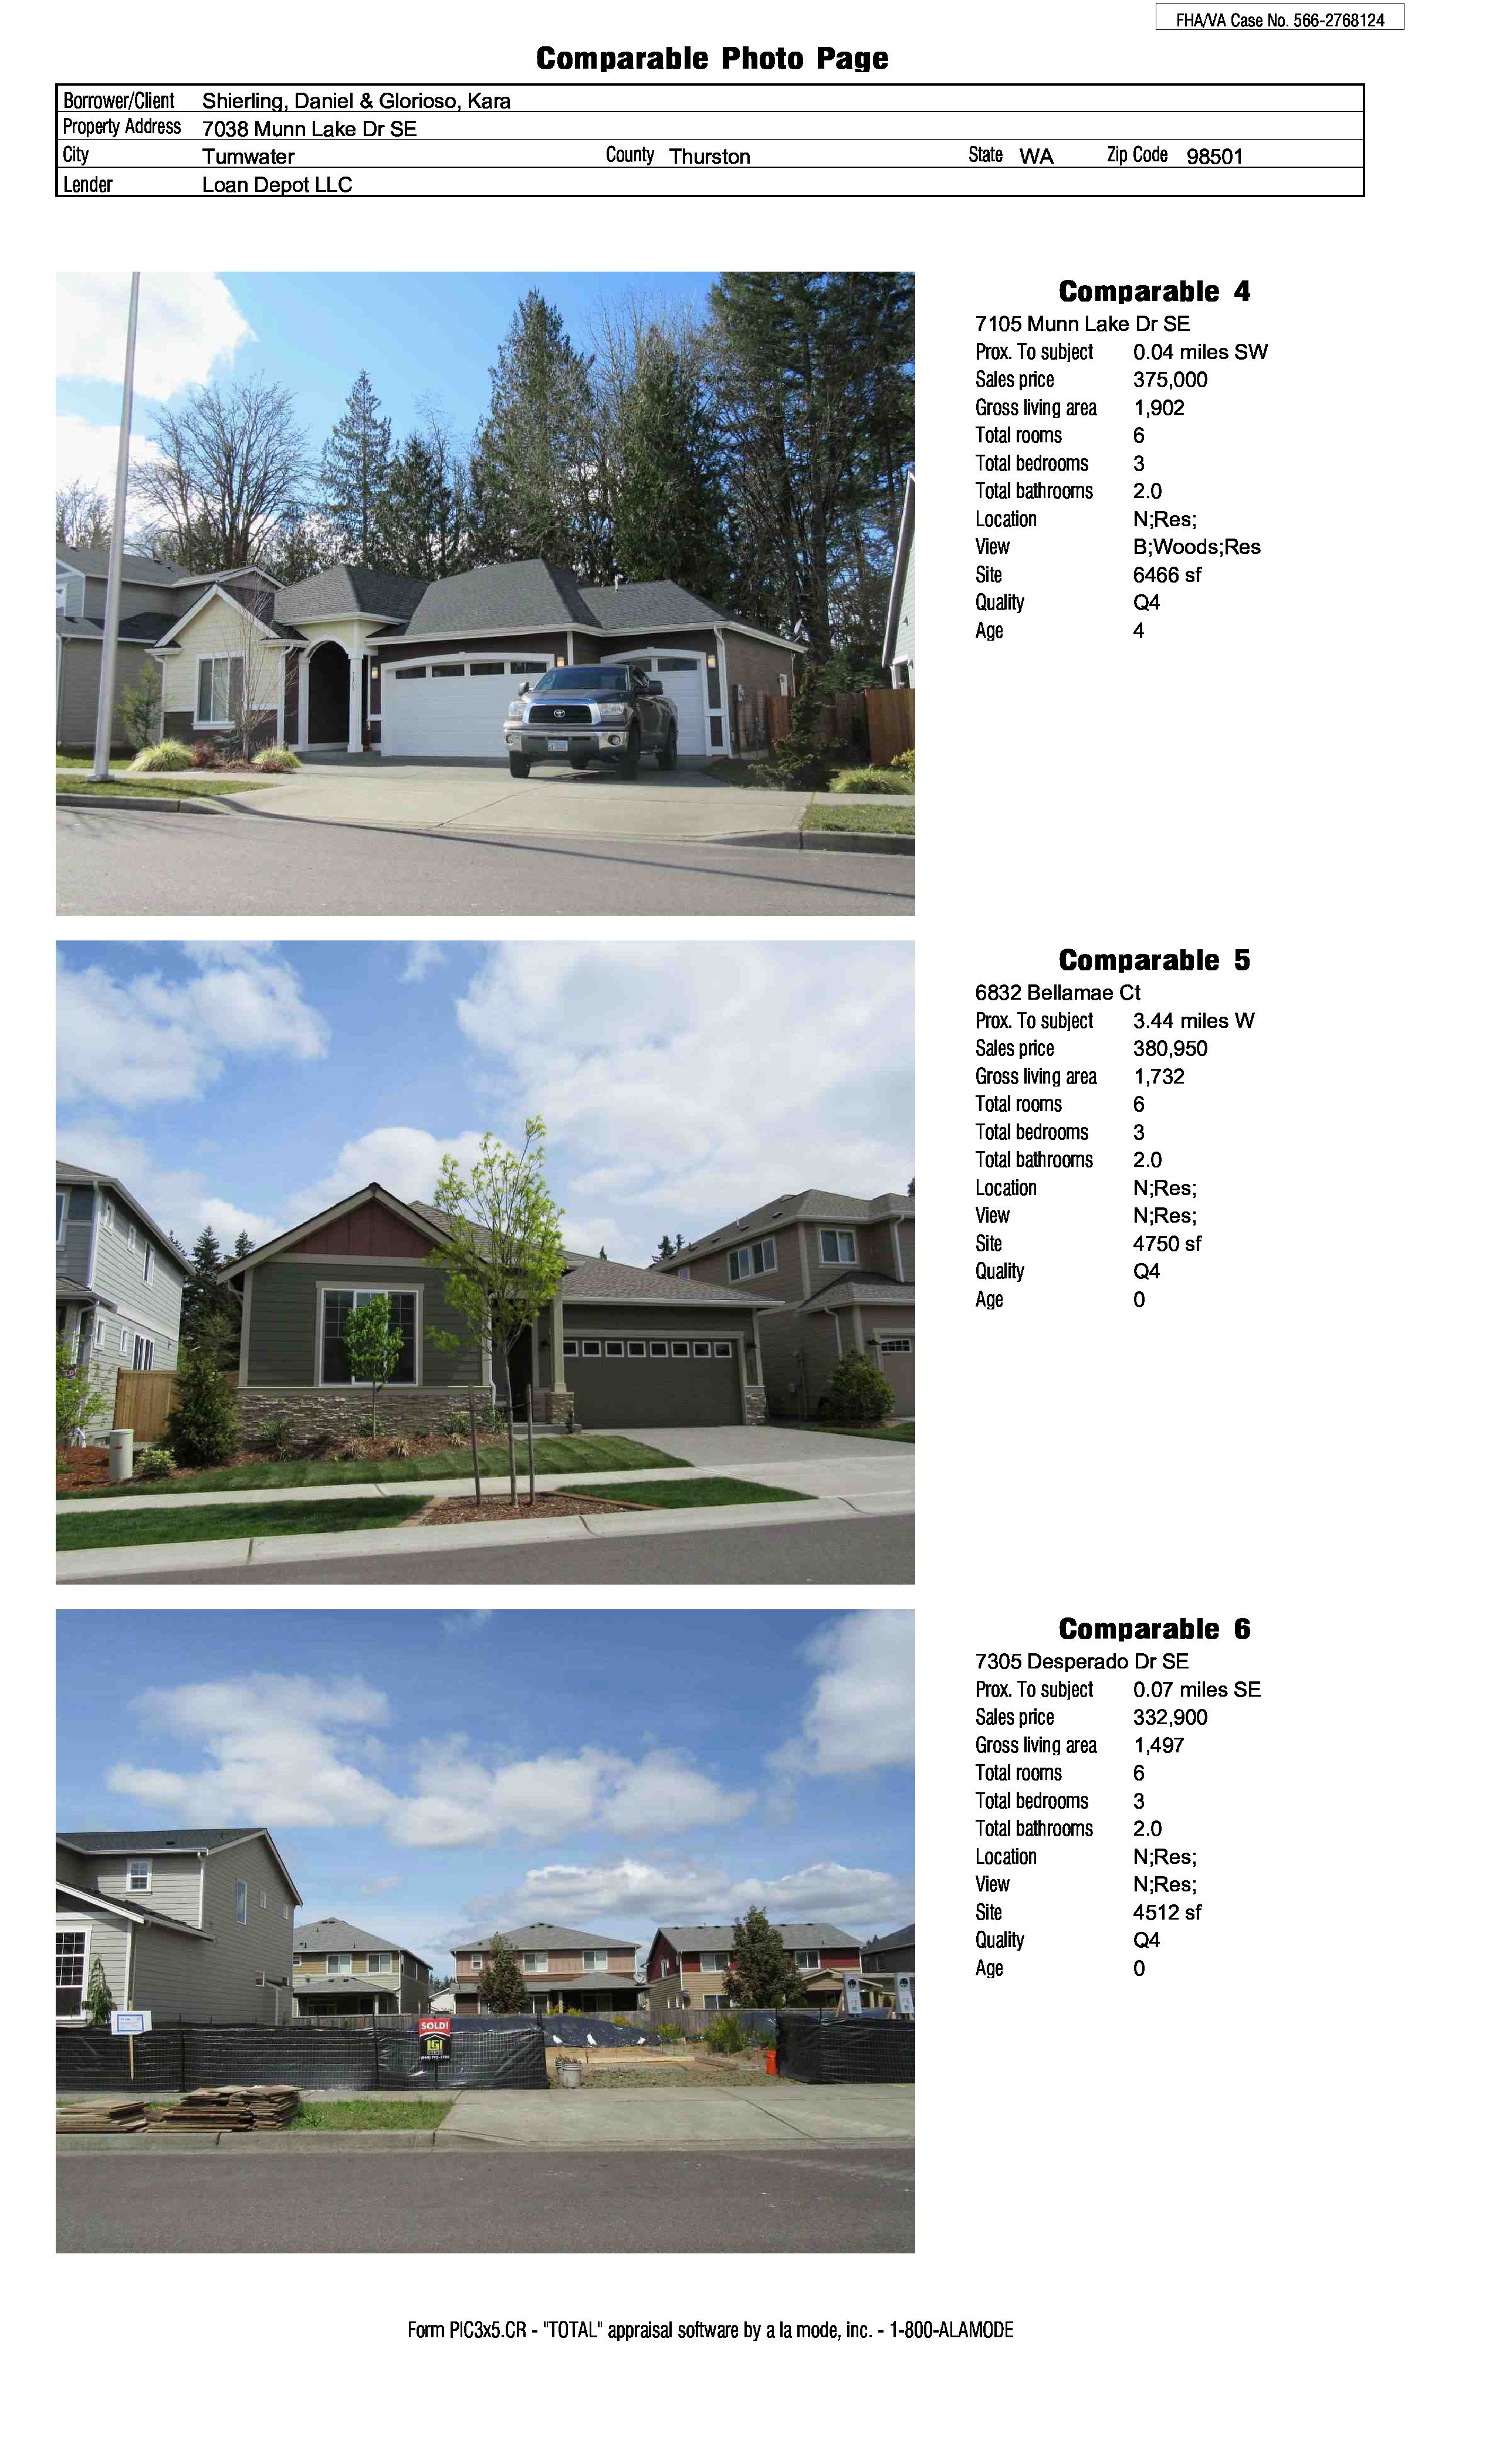 FHA/VA Case No. 566-2768124
Comparable Photo Page
Borrower/Client Shierling, Daniel & Glorioso, Kara
Property Address 7038 Munn Lake Dr SE
City Tumwater County Thurston State WA Zip Code 98501
Lender Loan Depot LLC
Comparable 4
7105 Munn Lake Dr SE
Prox. To subject 0.04 miles SW
Sales price 375,000
Gross living area 1,902
Total rooms 6
Total bedrooms 3
Total bathrooms 2.0
Location N;Res;
View B;Woods;Res
Site 6466 sf
Quality Q4
Age 4
Comparable 5
6832 Bellamae Ct
Prox. To subject 3.44 miles W
Sales price 380,950
Gross living area 1,732
Total rooms 6
Total bedrooms 3
Total bathrooms 2.0
Location N;Res;
View N;Res;
Site 4750 sf
Quality Q4
Age 0
SOLD!
LGI
Comparable 6
7305 Desperado Dr SE
Prox. To subject 0.07 miles SE
Sales price 332,900
Gross living area 1,497
Total rooms 6
Total bedrooms 3
Total bathrooms 2.0
Location N;Res;
View N;Res;
Site 4512 sf
Quality Q4
Age 0
Form PIC3x5.CR - "TOTAL" appraisal software by a la mode, inc. - 1-800-ALAMODE